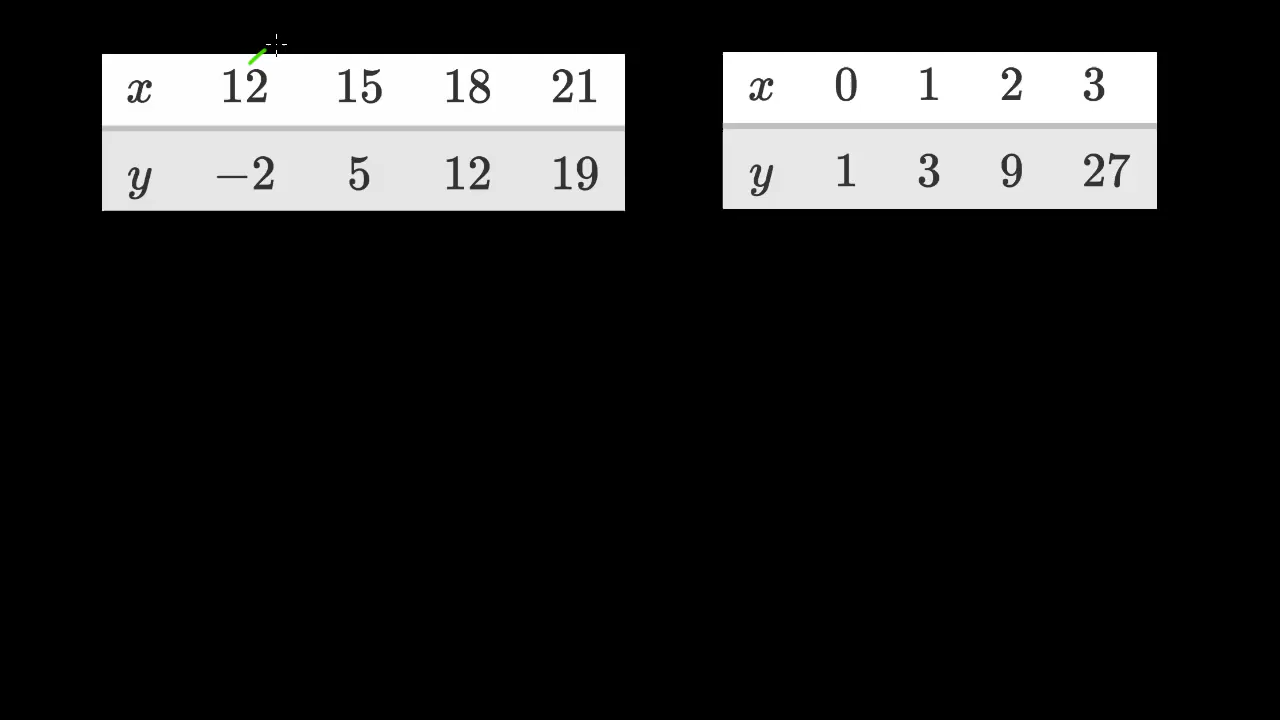 x 12 15 18 21
y −2 5 12 19
x 0 1 2 3
y 1 3 9 27